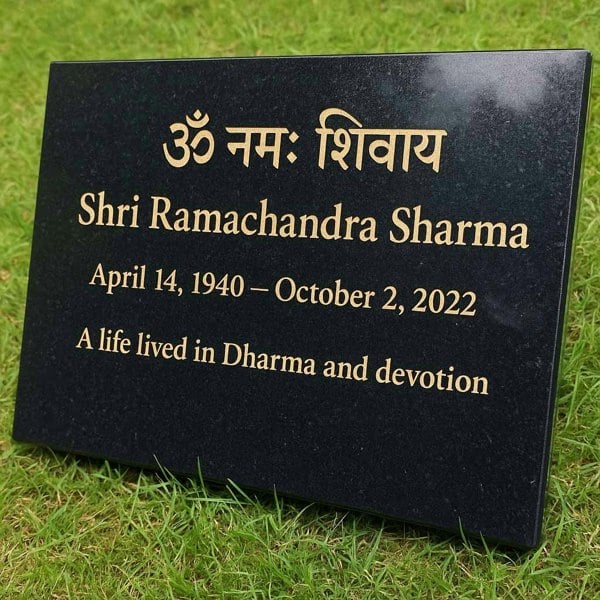 ॐ नमः शिवाय
Shri Ramachandra Sharma
April 14, 1940 – October 2, 2022
A life lived in Dharma and devotion